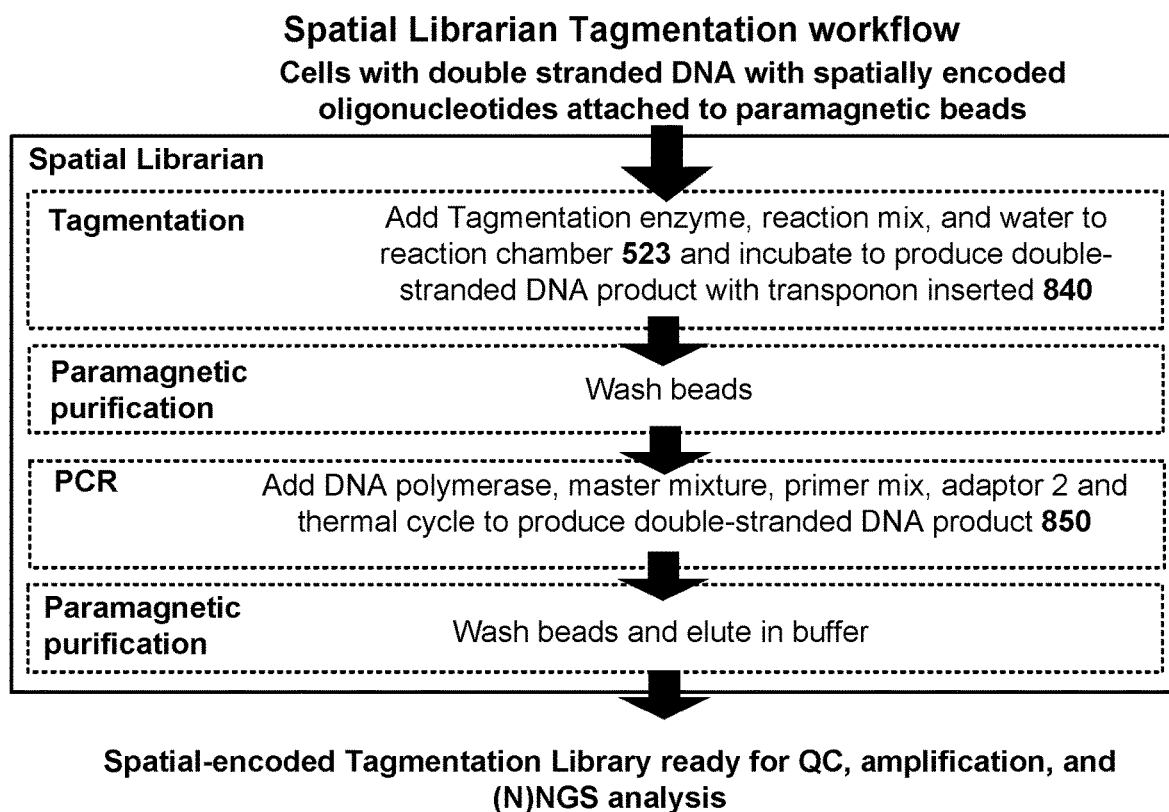 Spatial Librarian Tagmentation workflow
Cells with double stranded DNA with spatially encoded
oligonucleotides attached to paramagnetic beads
Spatial Librarian
Tagmentation
Add Tagmentation enzyme, reaction mix, and water to
reaction chamber 523 and incubate to produce double-
stranded DNA product with transponon inserted 840
Paramagnetic
purification
Wash beads
PCR
Add DNA polymerase, master mixture, primer mix, adaptor 2 and
thermal cycle to produce double-stranded DNA product 850
Paramagnetic
purification
Wash beads and elute in buffer
Spatial-encoded Tagmentation Library ready for QC, amplification, and
(N)NGS analysis